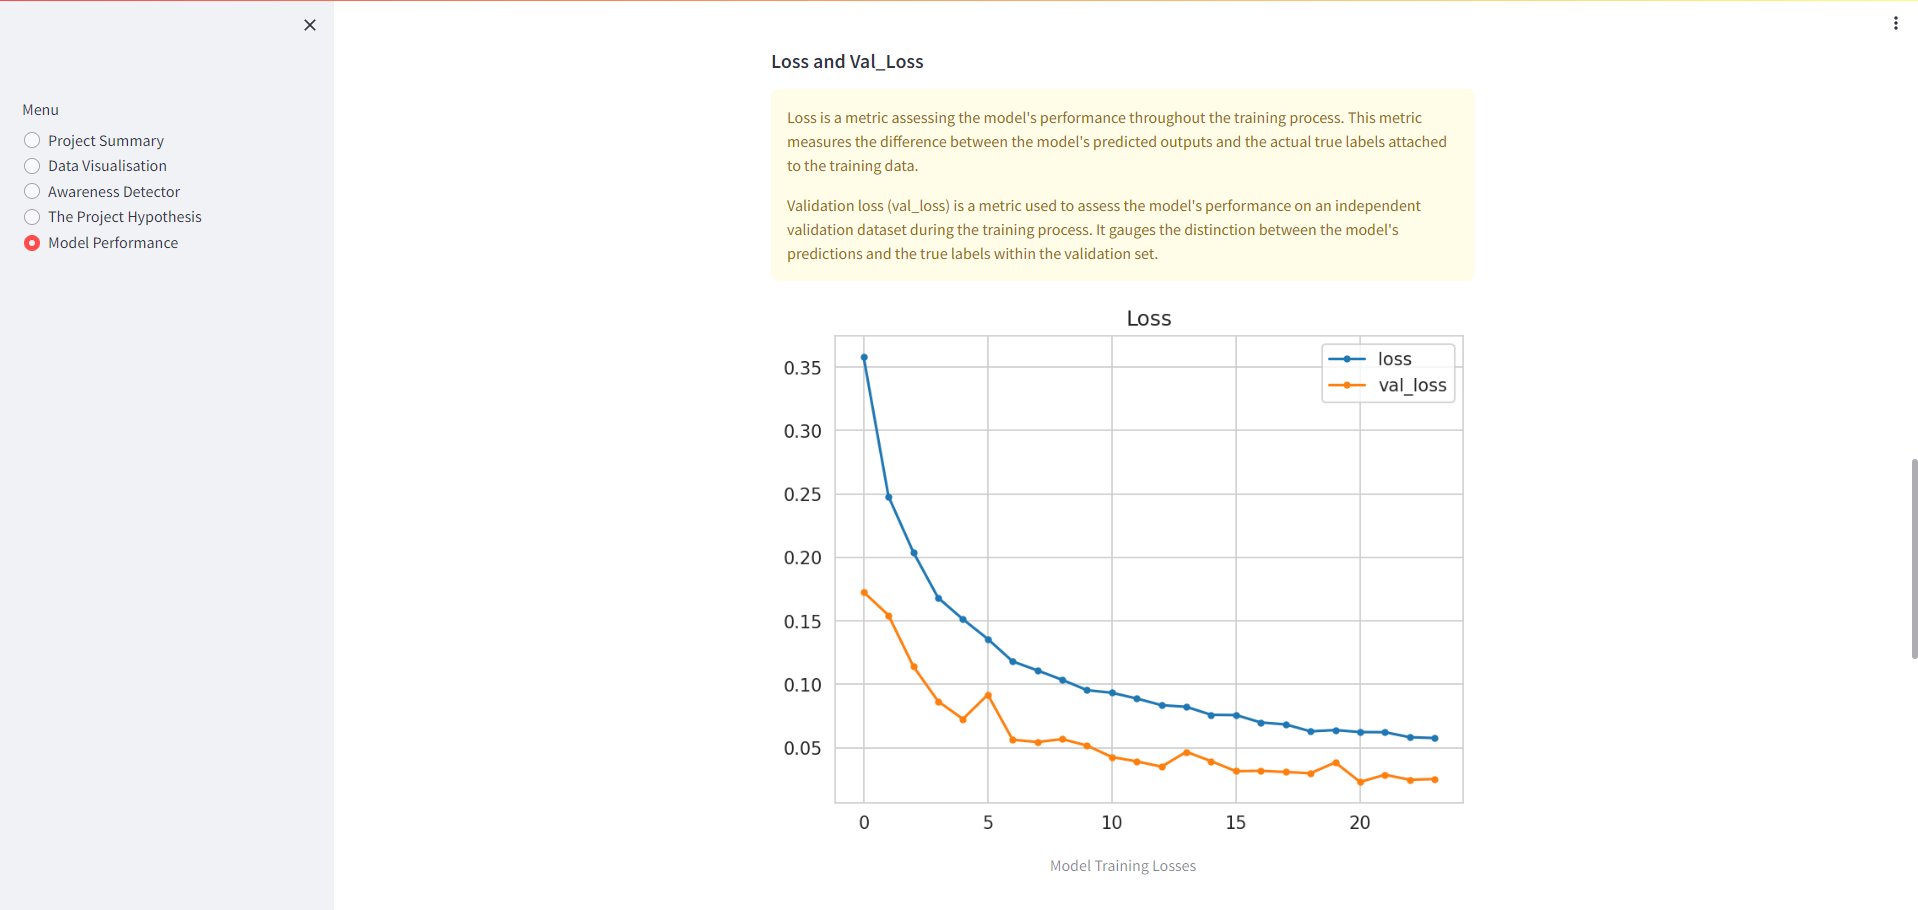 Menu
Project Summary
Data Visualisation
Awareness Detector
The Project Hypothesis
Model Performance
Loss and Val_Loss
Loss is a metric assessing the model's performance throughout the training process. This metric
measures the difference between the model's predicted outputs and the actual true labels attached
to the training data.
Validation loss (val_loss) is a metric used to assess the model's performance on an independent
validation dataset during the training process. It gauges the distinction between the model's
predictions and the true labels within the validation set.
Loss
loss
val_loss
0.35
0.30
0.25
0.20
0.15
0.10
0.05
0 5 10 15 20
Model Training Losses